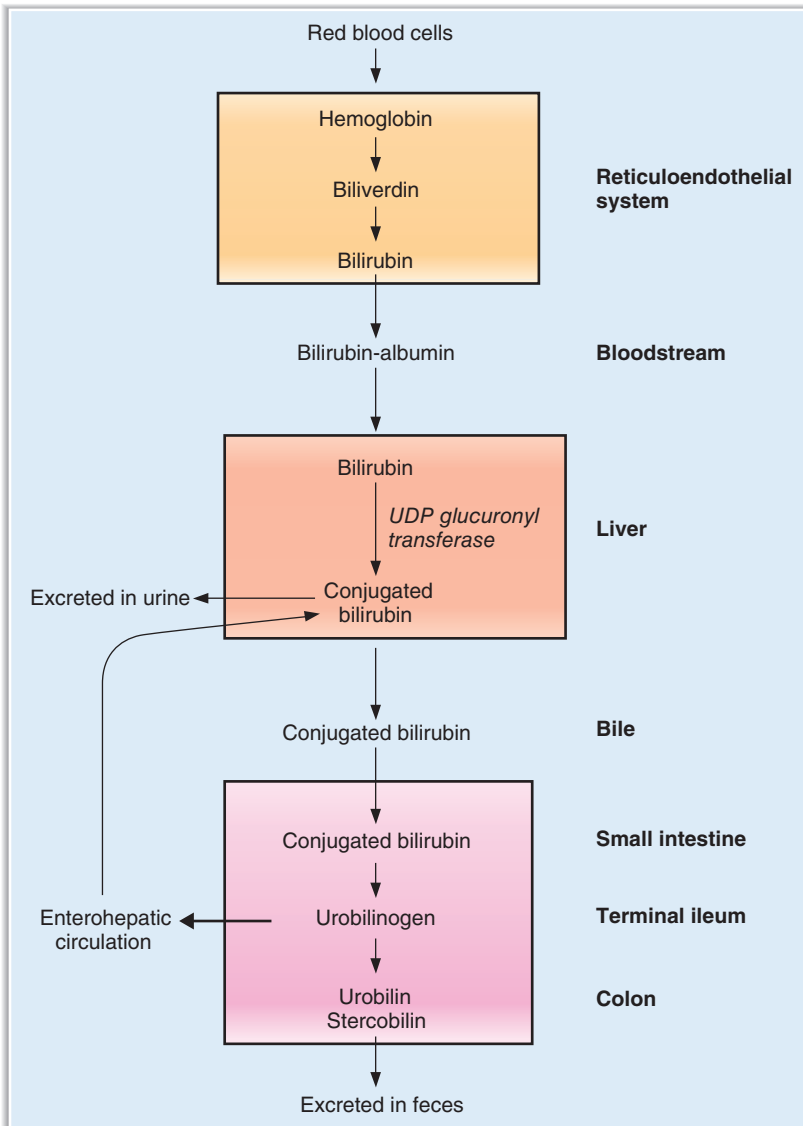 Red blood cells
Hemoglobin
Biliverdin
Bilirubin
Reticuloendothelial
system
Bilirubin-albumin
Bloodstream
Bilirubin
UDP glucuronyl
transferase
Liver
Excreted in urine
Conjugated
bilirubin
Conjugated bilirubin
Bile
Conjugated bilirubin
Small intestine
Enterohepatic
circulation
Urobilinogen
Terminal ileum
Urobilin
Stercobilin
Colon
Excreted in feces